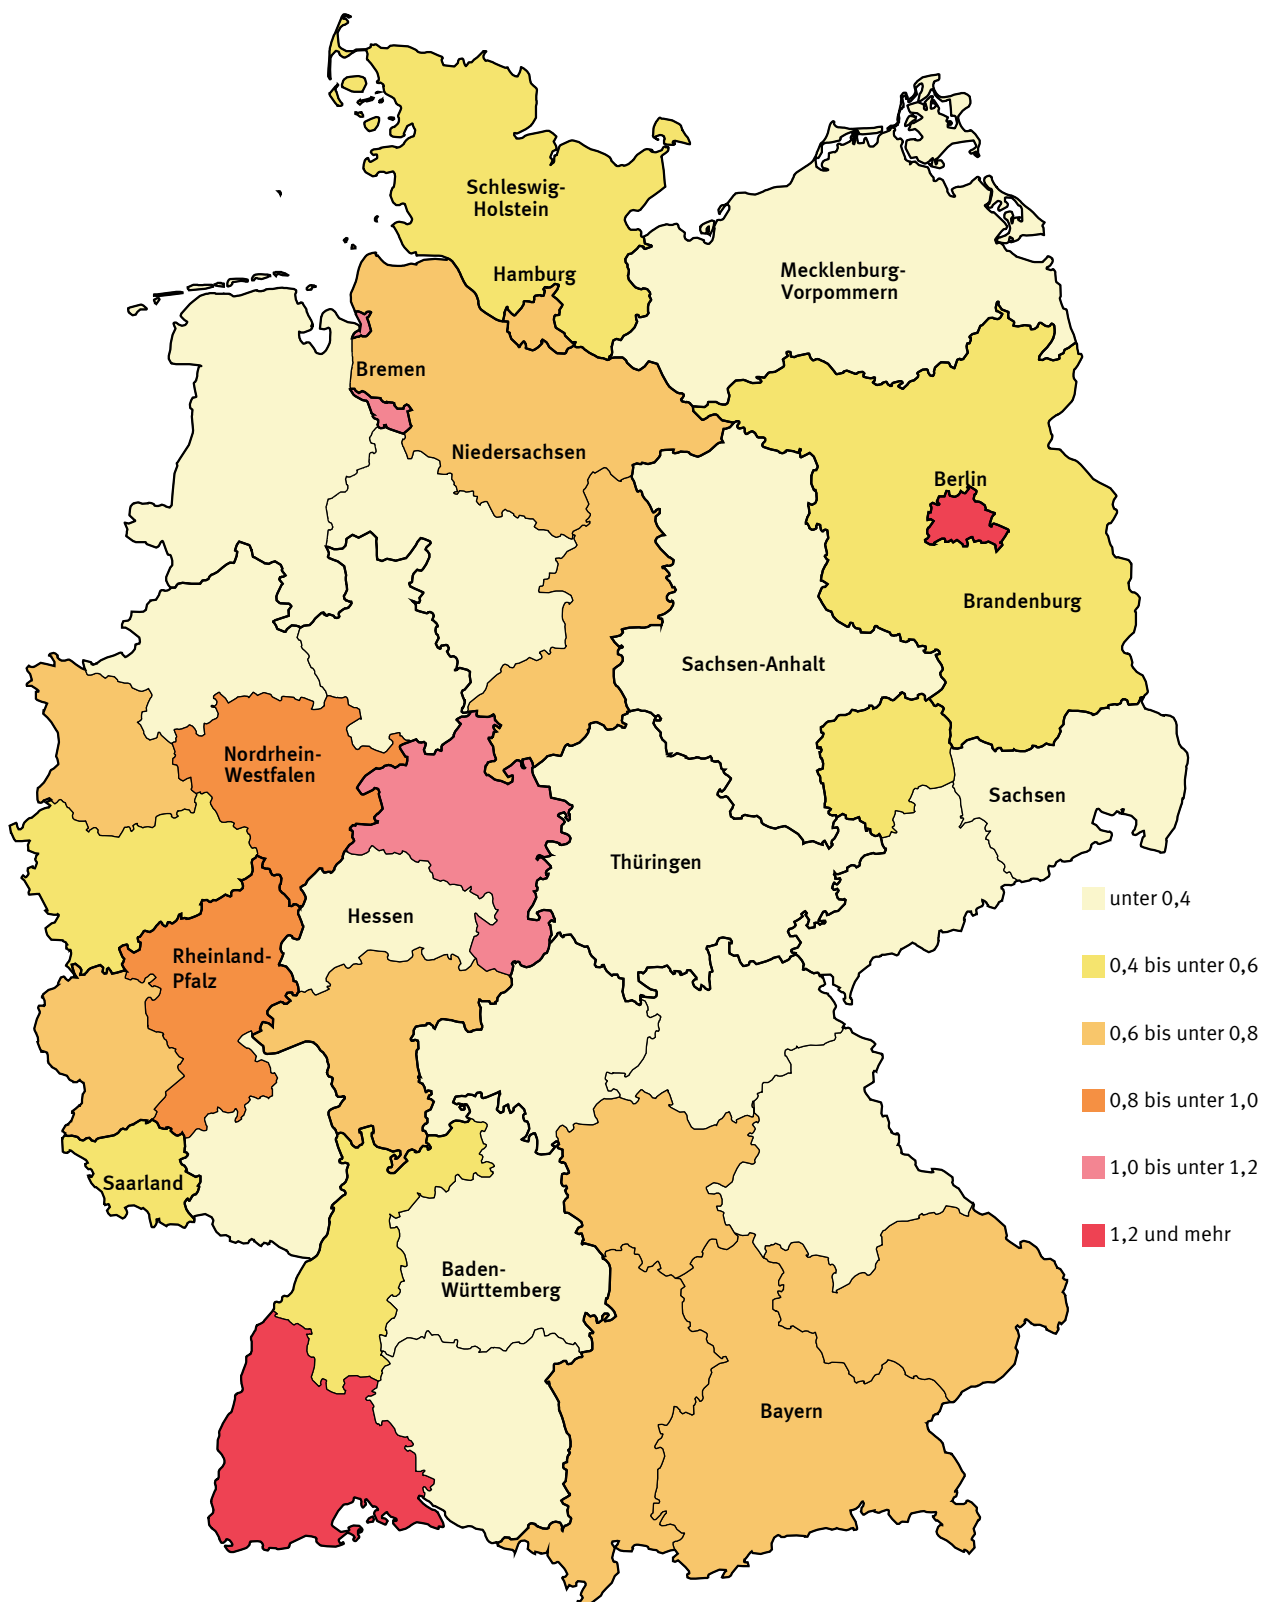 Schleswig-
Holstein
Hamburg
Mecklenburg-
Vorpommern
Bremen
Niedersachsen
Berlin
Brandenburg
Sachsen-Anhalt
Nordrhein-
Westfalen
Sachsen
Thüringen
Hessen
Rheinland-
Pfalz
Saarland
Baden-
Württemberg
Bayern
unter 0,4
0,4 bis unter 0,6
0,6 bis unter 0,8
0,8 bis unter 1,0
1,0 bis unter 1,2
1,2 und mehr